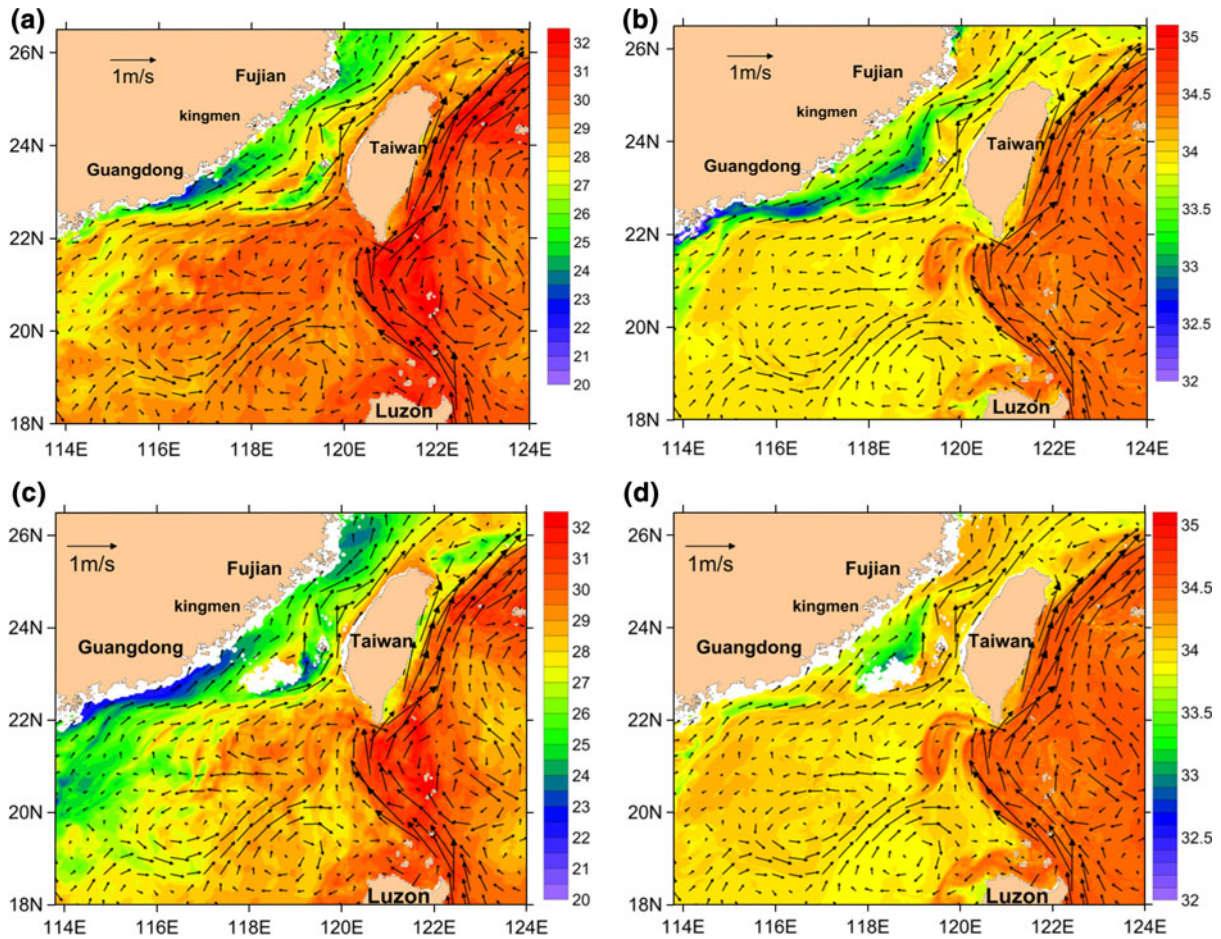 (a)
26N
24N
22N
20N
18N
1m/s
Fujian
kingmen
Guangdong
Taiwan
Luzon
114E 116E 118E 120E 122E 124E
32
31
30
29
28
27
26
25
24
23
22
21
20
(b)
26N
24N
22N
20N
18N
1m/s
Fujian
kingmen
Guangdong
Taiwan
Luzon
114E 116E 118E 120E 122E 124E
35
34.5
34
33.5
33
32.5
32
(c)
26N
24N
22N
20N
18N
1m/s
Fujian
kingmen
Guangdong
Taiwan
Luzon
114E 116E 118E 120E 122E 124E
32
31
30
29
28
27
26
25
24
23
22
21
20
(d)
26N
24N
22N
20N
18N
1m/s
Fujian
kingmen
Guangdong
Taiwan
Luzon
114E 116E 118E 120E 122E 124E
35
34.5
34
33.5
33
32.5
32